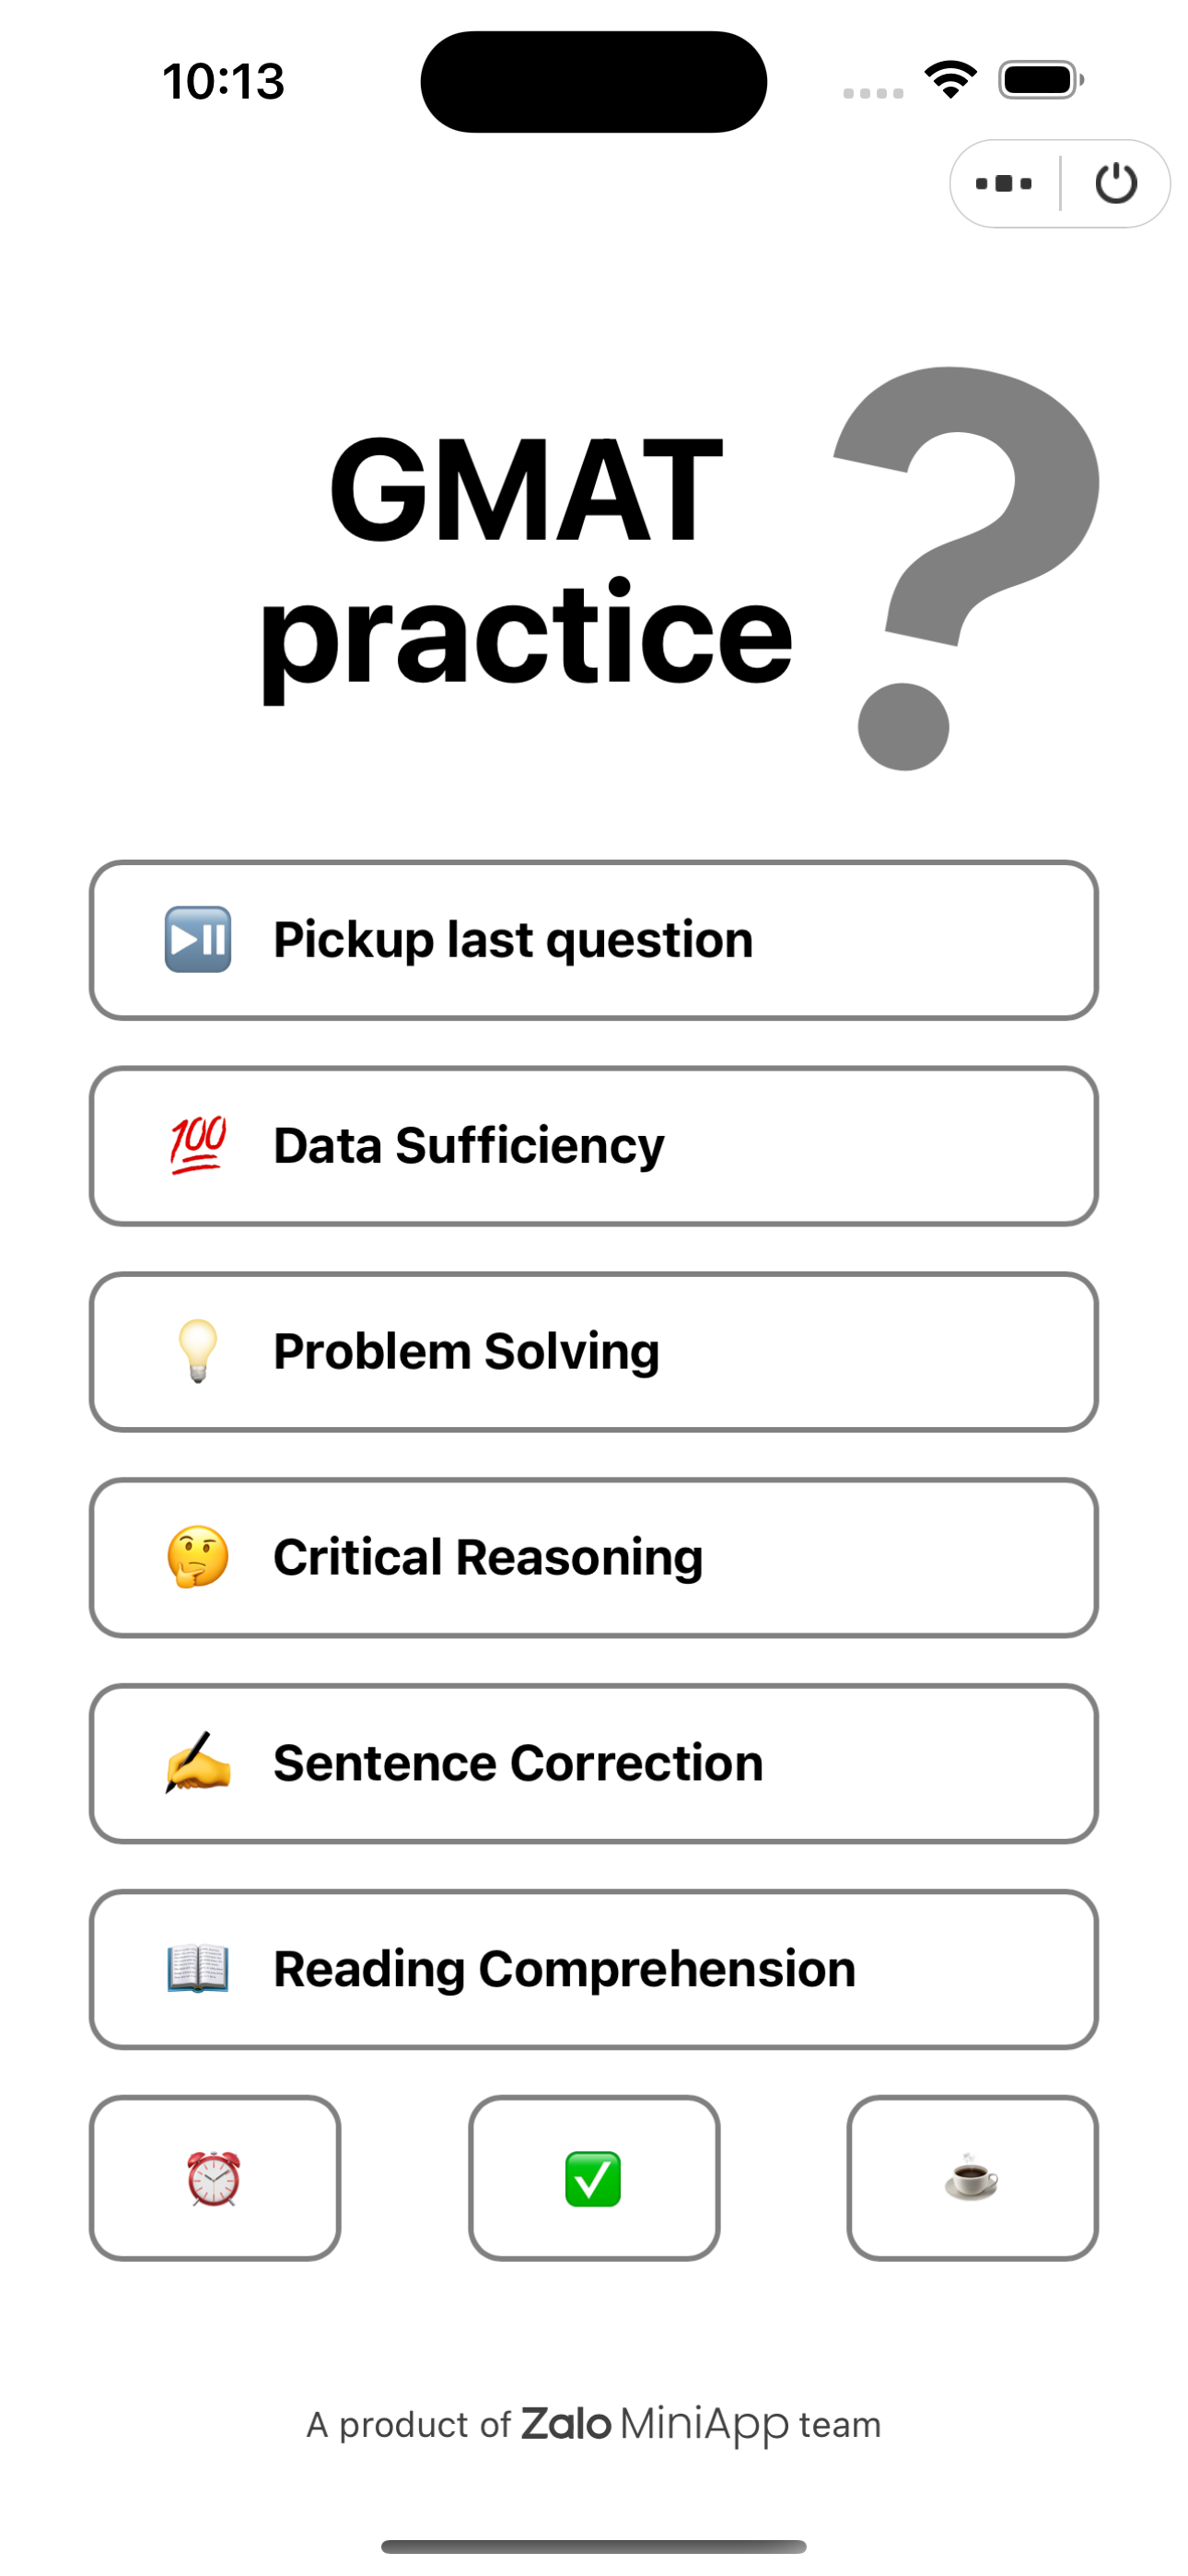 10:13
GMAT
practice
?
Pickup last question
Data Sufficiency
Problem Solving
Critical Reasoning
Sentence Correction
Reading Comprehension
A product of Zalo MiniApp team